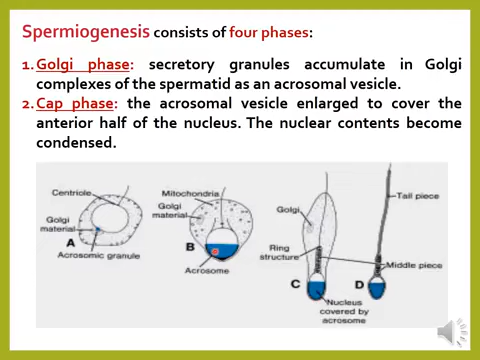 Spermiogenesis consists of four phases:
1. Golgi phase: secretory granules accumulate in Golgi
complexes of the spermatid as an acrosomal vesicle.
2. Cap phase: the acrosomal vesicle enlarged to cover the
anterior half of the nucleus. The nuclear contents become
condensed.
Centriole
Golgi
material
A
Acrosomic granule
Mitochondria
Golgi
material
B
Acrosome
Golgi
Ring
structure
C
Nucleus
covered by
acrosome
Tail piece
Middle piece
D